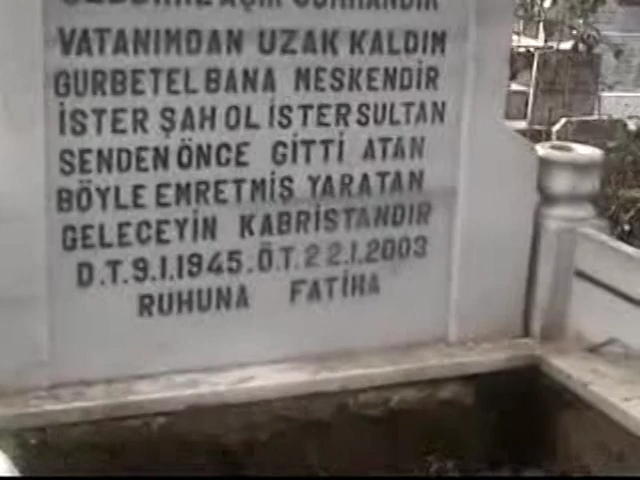 VATANIMDAN UZAK KALDIM
GURBETEL BANA MESKENDİR
İSTER ŞAH OL İSTER SULTAN
SENDEN ÖNCE GİTTİ ATAN
BÖYLE EMRETMİŞ YARATAN
GELECEYİN KABRİSTANDIR
D.T.9.1.1945.Ö.T.22.1.2003
RUHUNA FATİHA